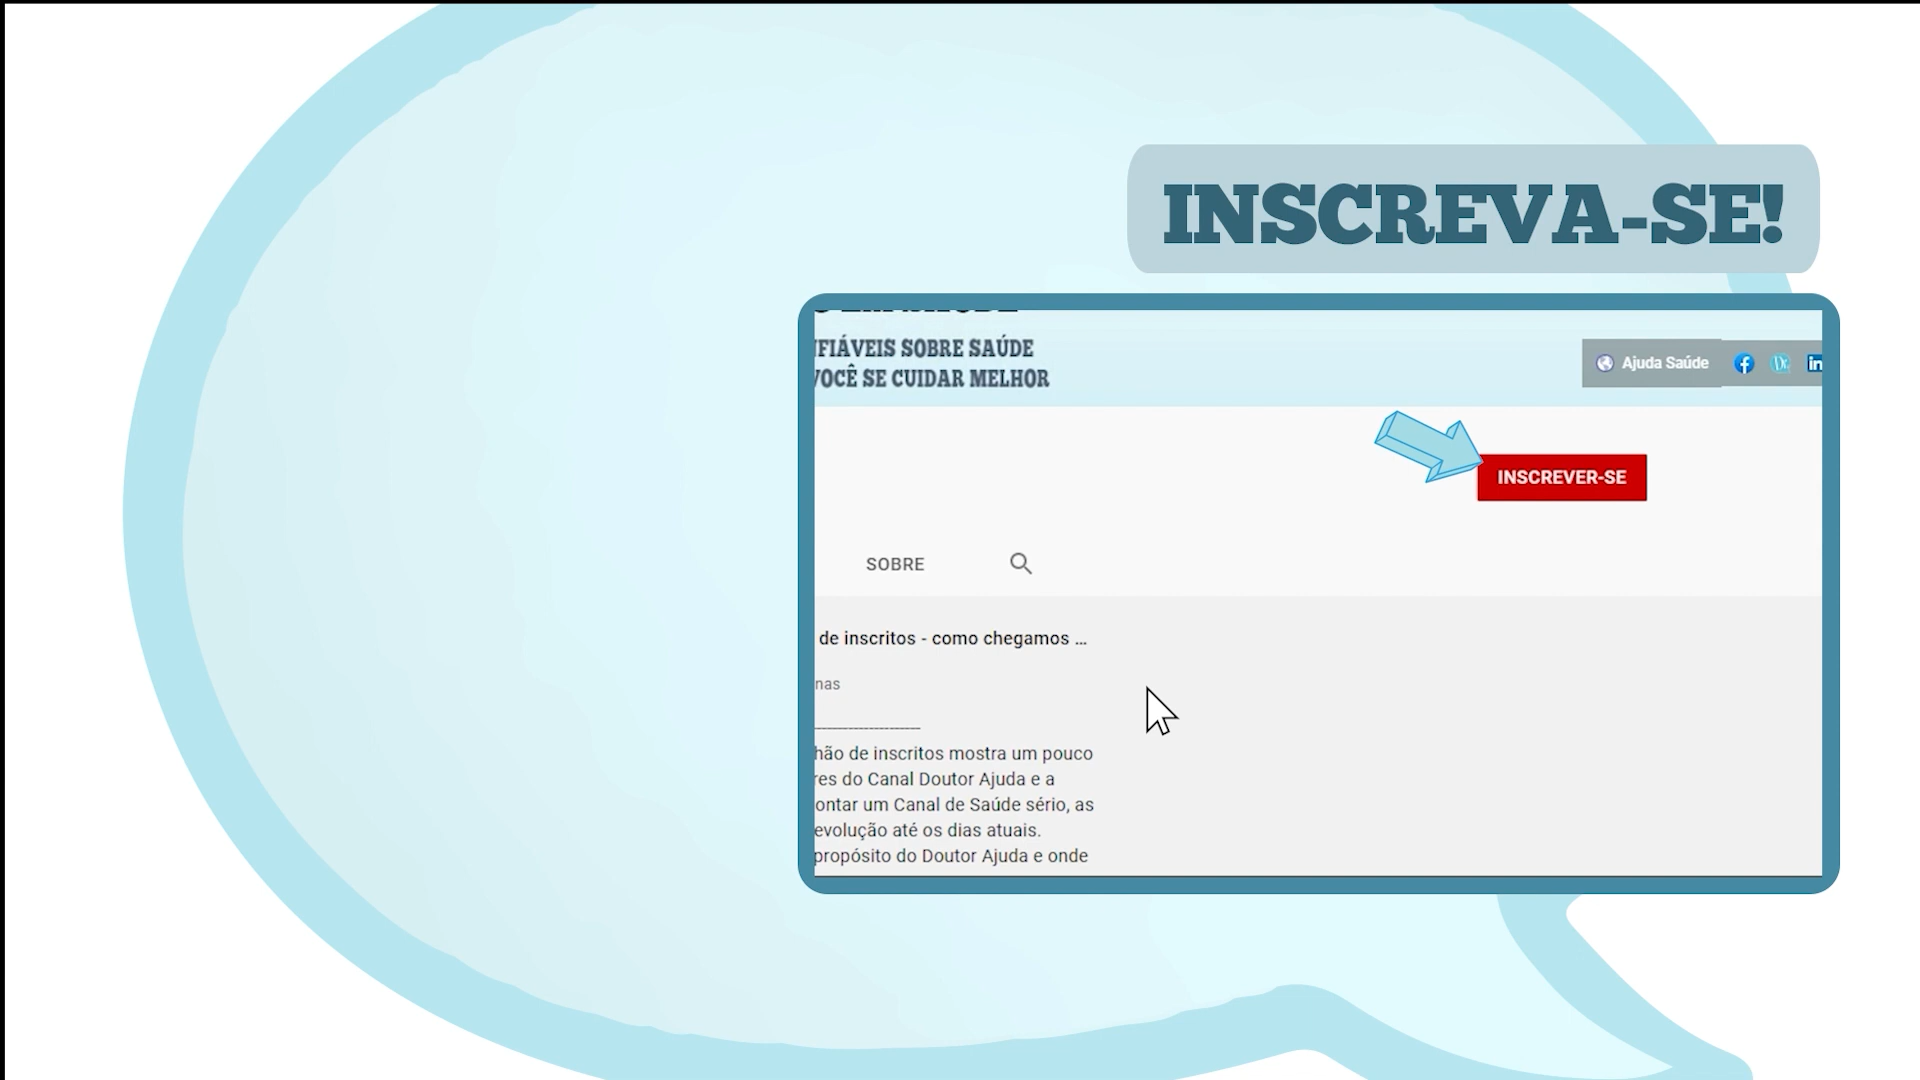 INSCREVA-SE!
FIÁVEIS SOBRE SAÚDE
VOCÊ SE CUIDAR MELHOR
Ajuda Saúde
INSCREVER-SE
SOBRE
de inscritos - como chegamos ...
nas
hão de inscritos mostra um pouco
res do Canal Doutor Ajuda e a
ontar um Canal de Saúde sério, as
evolução até os dias atuais.
propósito do Doutor Ajuda e onde